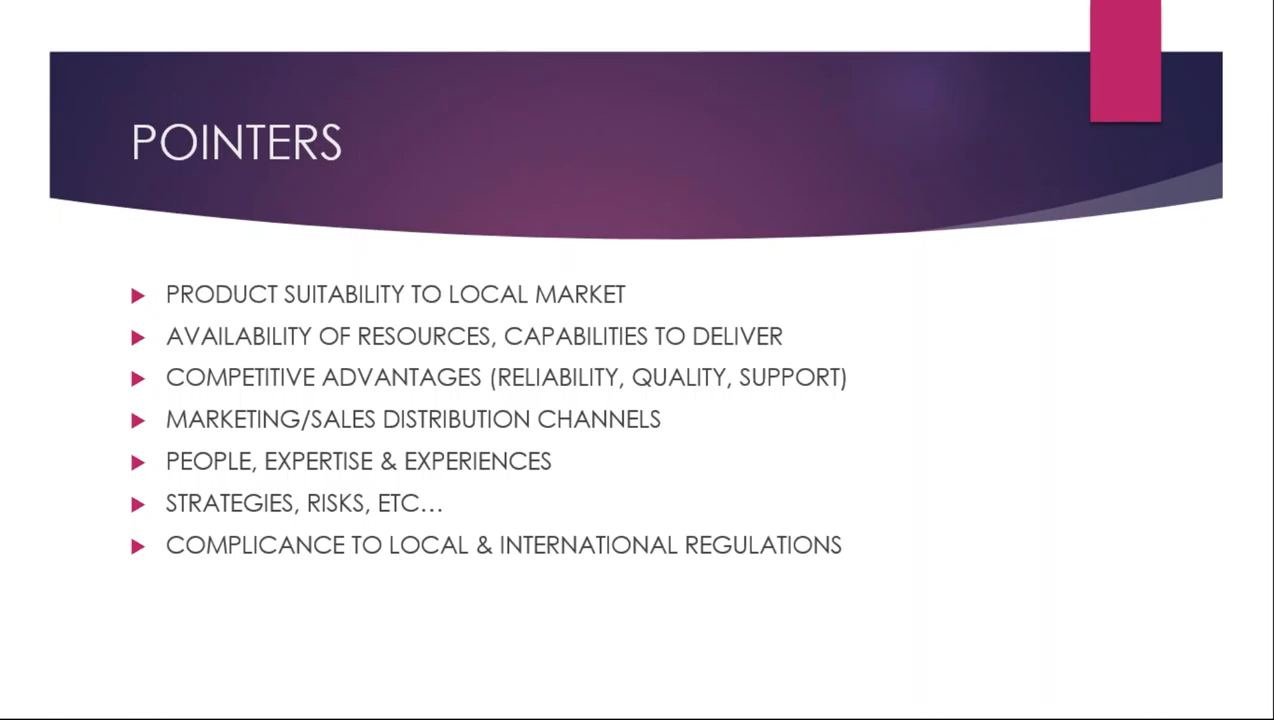 POINTERS
PRODUCT SUITABILITY TO LOCAL MARKET
AVAILABILITY OF RESOURCES, CAPABILITIES TO DELIVER
COMPETITIVE ADVANTAGES (RELIABILITY, QUALITY, SUPPORT)
MARKETING/SALES DISTRIBUTION CHANNELS
PEOPLE, EXPERTISE & EXPERIENCES
STRATEGIES, RISKS, ETC…
COMPLICANCE TO LOCAL & INTERNATIONAL REGULATIONS